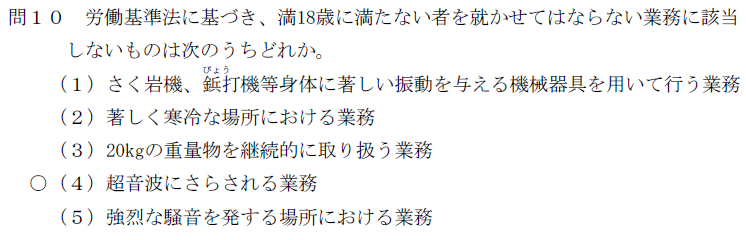 問１０　労働基準法に基づき、満18歳に満たない者を就かせてはならない業務に該当
しないものは次のうちどれか。
びょう
（１）さく岩機、鋲打機等身体に著しい振動を与える機械器具を用いて行う業務
（２）著しく寒冷な場所における業務
（３）20kgの重量物を継続的に取り扱う業務
○（４）超音波にさらされる業務
（５）強烈な騒音を発する場所における業務